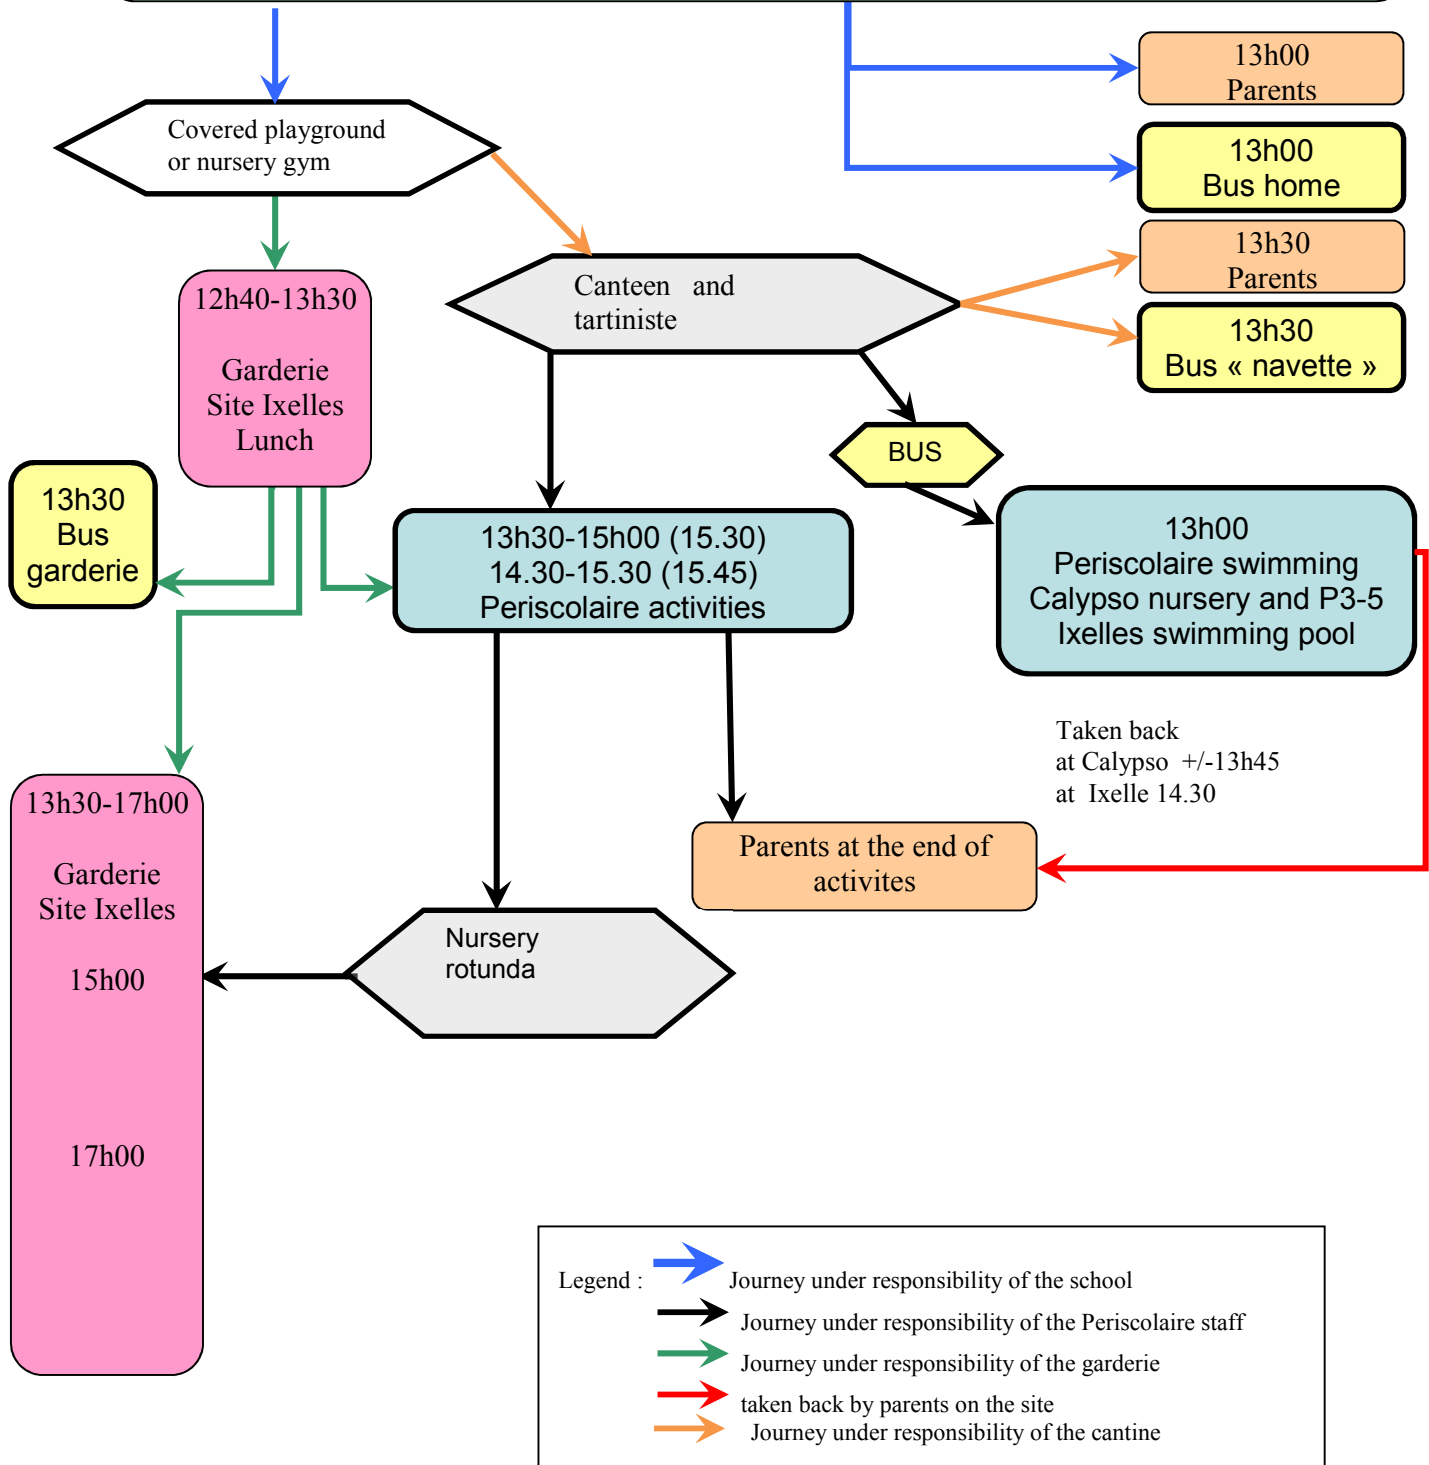 13h00
Parents
Covered playground
or nursery gym
13h00
Bus home
13h30
Parents
12h40-13h30
Garderie
Site Ixelles
Lunch
Canteen and
tartiniste
13h30
Bus « navette »
BUS
13h30
Bus
garderie
13h30-15h00 (15.30)
14.30-15.30 (15.45)
Periscolaire activities
13h00
Periscolaire swimming
Calypso nursery and P3-5
Ixelles swimming pool
Taken back
at Calypso +/-13h45
at Ixelle 14.30
13h30-17h00
Garderie
Site Ixelles
15h00
17h00
Parents at the end of
activites
Nursery
rotunda
Legend :
Journey under responsibility of the school
Journey under responsibility of the Periscolaire staff
Journey under responsibility of the garderie
taken back by parents on the site
Journey under responsibility of the cantine